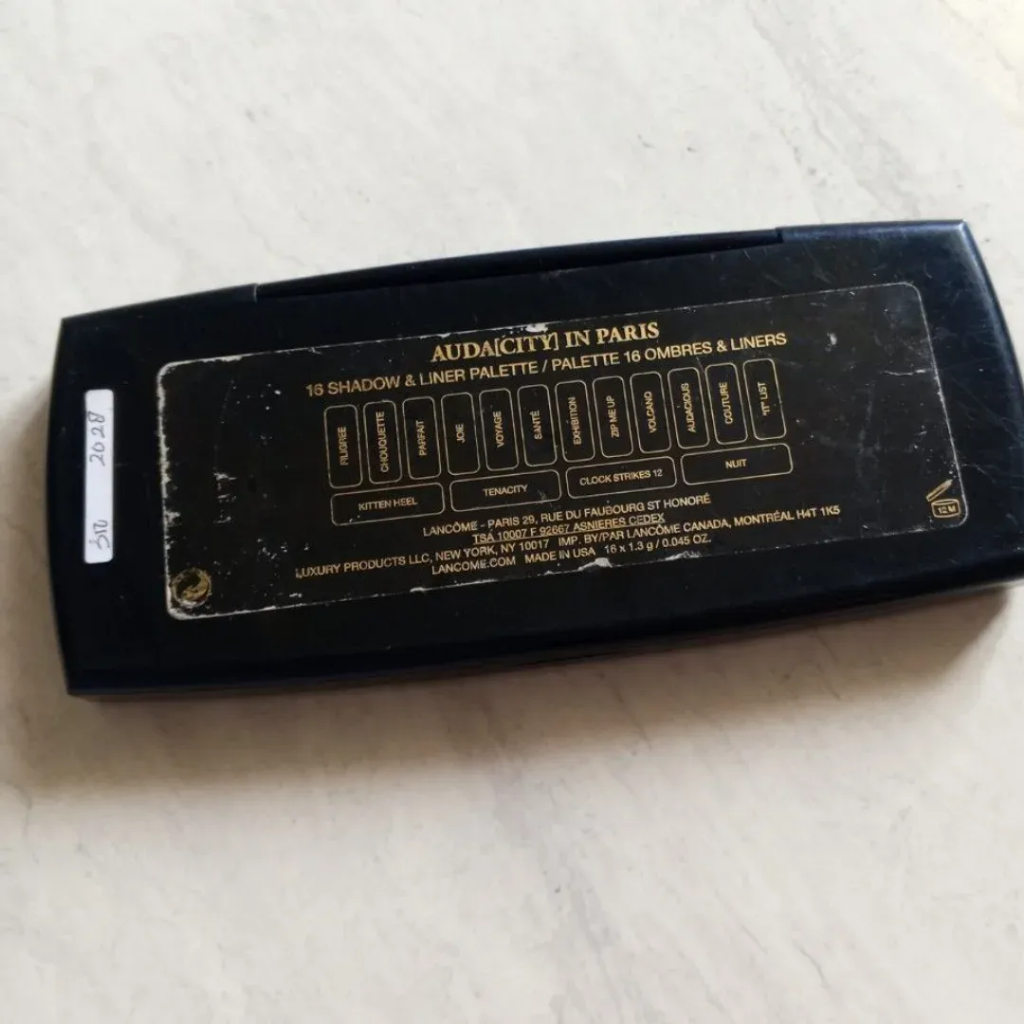 AUDA[CITY] IN PARIS
16 SHADOW & LINER PALETTE / PALETTE 16 OMBRES & LINERS
FILIGREE
CHOUQUETTE
PARFAIT
JOIE
VOYAGE
SANTÉ
EXHIBITION
ZIP ME UP
VOLCANO
AUDACIOUS
COUTURE
'IT' LIST
KITTEN HEEL
TENACITY
CLOCK STRIKES 12
NUIT
LANCÔME - PARIS 29, RUE DU FAUBOURG ST HONORÉ
TSA 10007 F 92667 ASNIERES CEDEX
LUXURY PRODUCTS LLC, NEW YORK, NY 10017 IMP. BY/PAR LANCÔME CANADA, MONTRÉAL H4T 1K5
LANCOME.COM MADE IN USA 16 x 1.3 g / 0.045 OZ.
12 M
2028